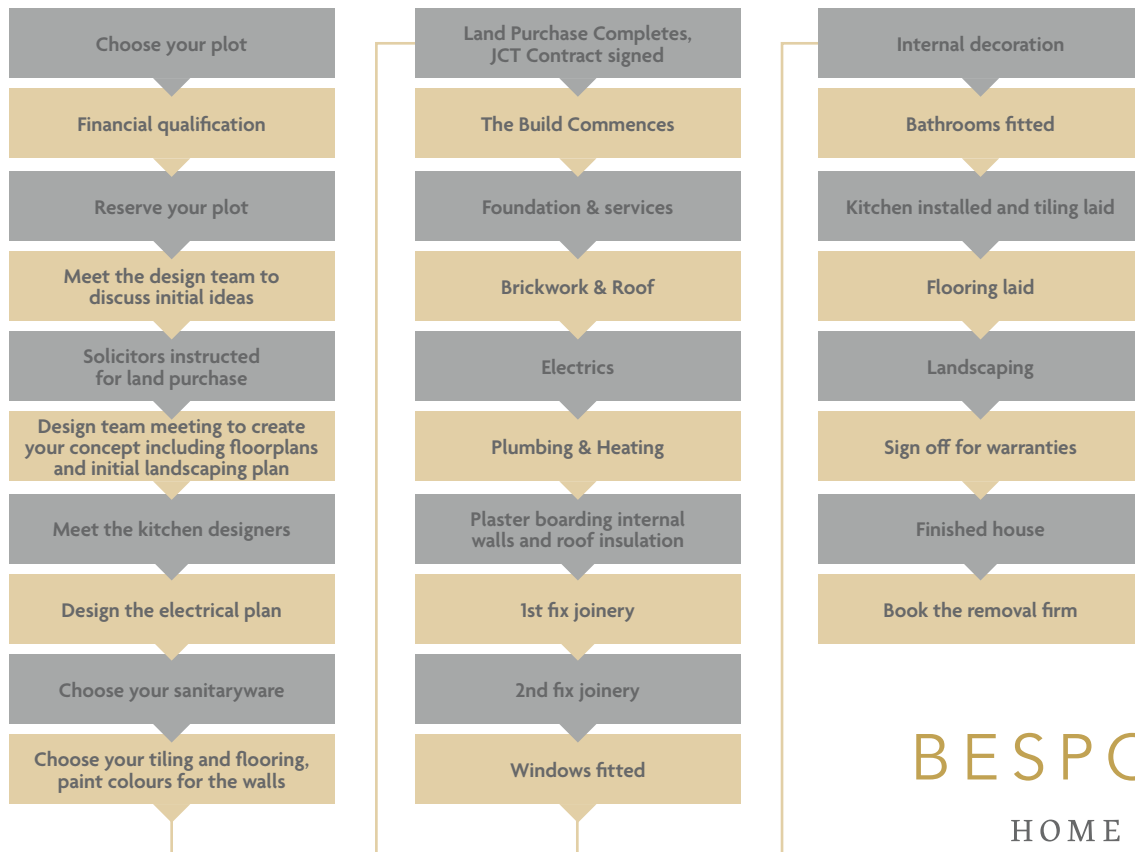 Choose your plot
Financial qualification
Reserve your plot
Meet the design team to
discuss initial ideas
Solicitors instructed
for land purchase
Design team meeting to create
your concept including floorplans
and initial landscaping plan
Meet the kitchen designers
Design the electrical plan
Choose your sanitaryware
Choose your tiling and flooring,
paint colours for the walls
Land Purchase Completes,
JCT Contract signed
The Build Commences
Foundation & services
Brickwork & Roof
Electrics
Plumbing & Heating
Plaster boarding internal
walls and roof insulation
1st fix joinery
2nd fix joinery
Windows fitted
Internal decoration
Bathrooms fitted
Kitchen installed and tiling laid
Flooring laid
Landscaping
Sign off for warranties
Finished house
Book the removal firm
BESPO
HOME